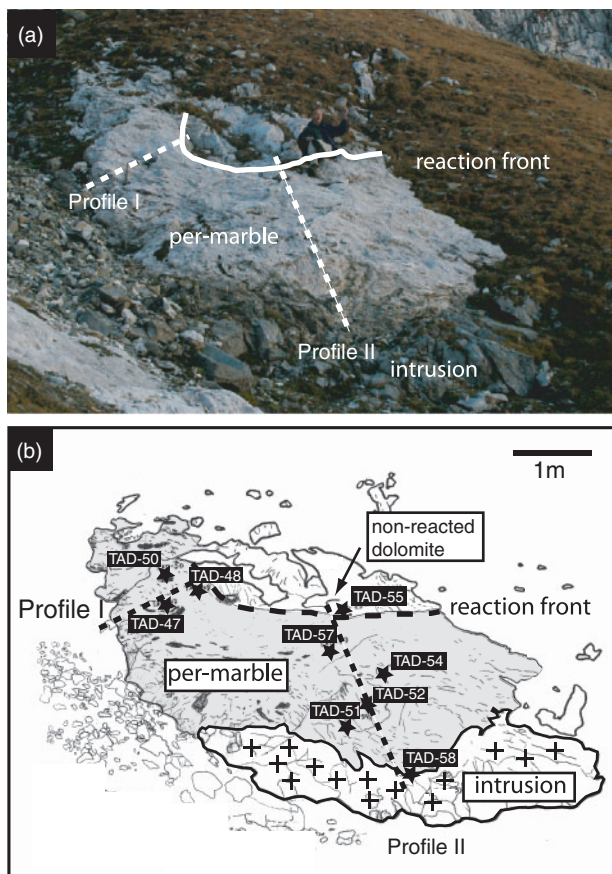 (a)
reaction front
Profile I
per-marble
Profile II
intrusion
(b)
1m
non-reacted
dolomite
TAD-50
TAD-48
TAD-55
Profile I
reaction front
TAD-47
TAD-57
TAD-54
per-marble
TAD-52
TAD-51
TAD-58
intrusion
Profile II